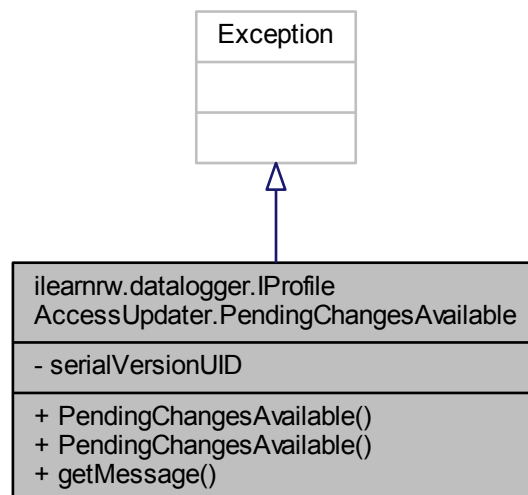 Exception
ilearnrw.datalogger.IProfile
AccessUpdater.PendingChangesAvailable
- serialVersionUID
+ PendingChangesAvailable()
+ PendingChangesAvailable()
+ getMessage()